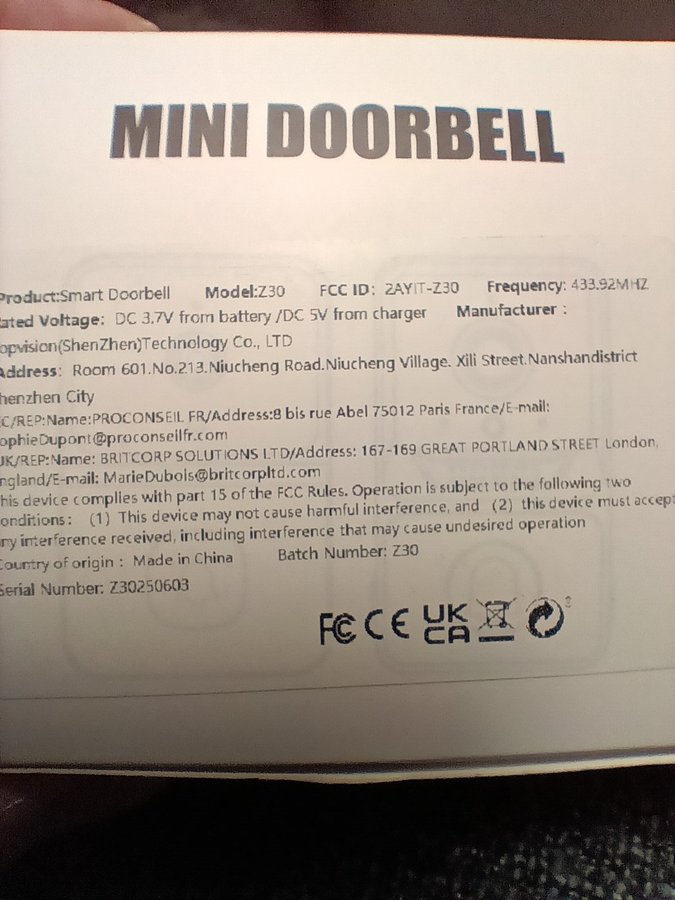 MINI DOORBELL
Product:Smart Doorbell Model:Z30 FCC ID: 2AYIT-Z30 Frequency: 433.92MHZ
ated Voltage: DC 3.7V from battery /DC 5V from charger Manufacturer :
opvision(ShenZhen)Technology Co., LTD
Address: Room 601.No.213.Niucheng Road.Niucheng Village. Xili Street.Nanshandistrict
henzhen City
C/REP:Name:PROCONSEIL FR/Address:8 bis rue Abel 75012 Paris France/E-mail:
ophieDupont@proconseilfr.com
UK/REP:Name: BRITCORP SOLUTIONS LTD/Address: 167-169 GREAT PORTLAND STREET London,
ngland/E-mail: MarieDubols@britcorpltd.com
his device complies with part 15 of the FCC Rules. Operation is subject to the following two
onditions: (1) This device may not cause harmful interference, and (2) this device must accept
ny interference received, including interference that may cause undesired operation
Country of origin : Made in China Batch Number: Z30
Serial Number: Z30250603
FC CE UK CA